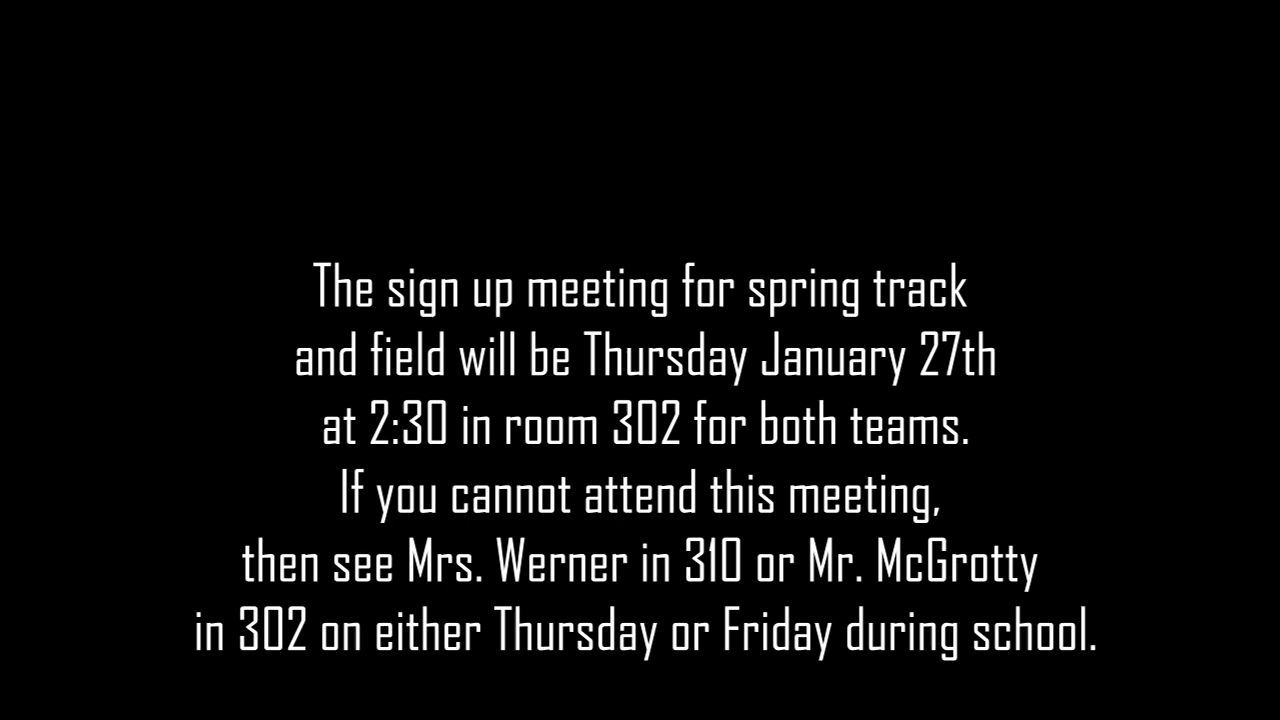 The sign up meeting for spring track
and field will be Thursday January 27th
at 2:30 in room 302 for both teams.
If you cannot attend this meeting,
then see Mrs. Werner in 310 or Mr. McGrotty
in 302 on either Thursday or Friday during school.